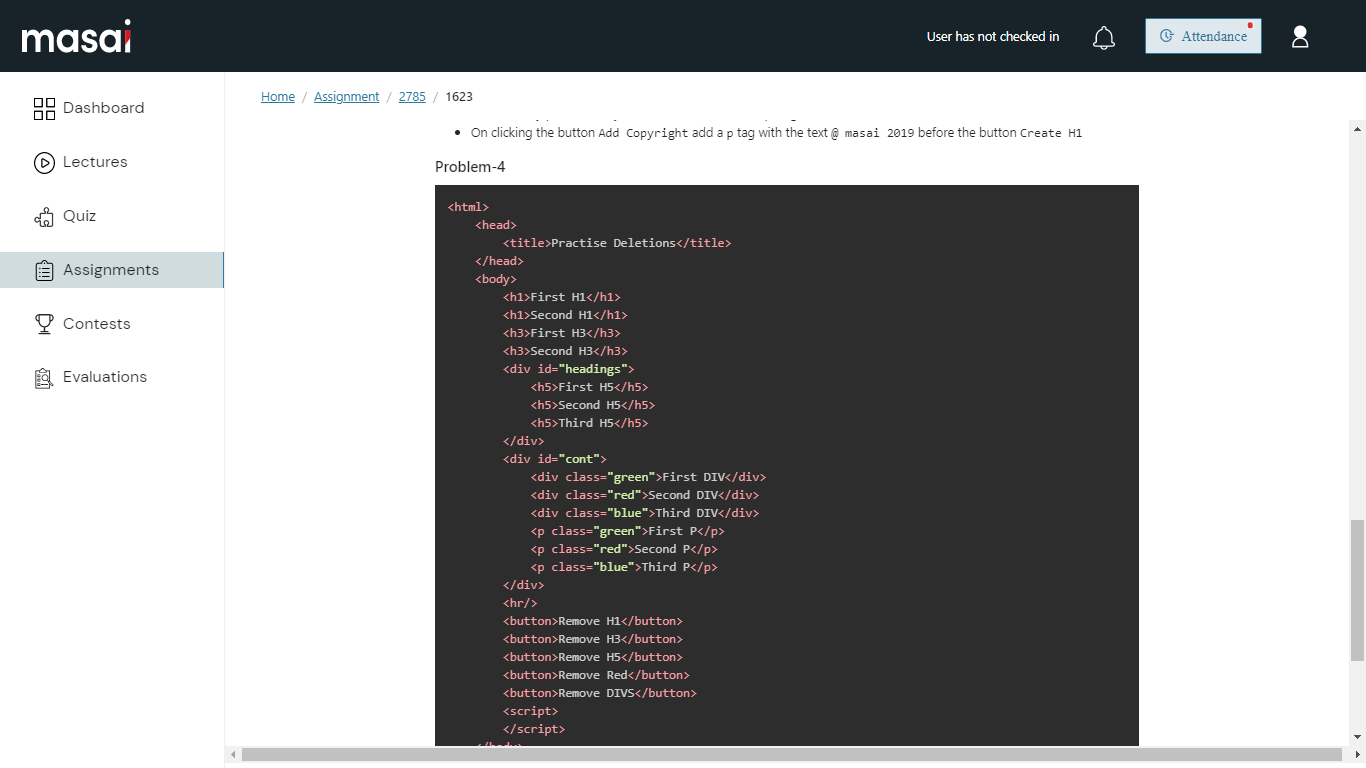 masai
User has not checked in
Attendance
Dashboard
Lectures
Quiz
Assignments
Contests
Evaluations
Home / Assignment / 2785 / 1623
On clicking the button Add Copyright add a p tag with the text @ masai 2019 before the button Create H1
Problem-4
<html>
    <head>
        <title>Practise Deletions</title>
    </head>
    <body>
        <h1>First H1</h1>
        <h1>Second H1</h1>
        <h3>First H3</h3>
        <h3>Second H3</h3>
        <div id="headings">
            <h5>First H5</h5>
            <h5>Second H5</h5>
            <h5>Third H5</h5>
        </div>
        <div id="cont">
            <div class="green">First DIV</div>
            <div class="red">Second DIV</div>
            <div class="blue">Third DIV</div>
            <p class="green">First P</p>
            <p class="red">Second P</p>
            <p class="blue">Third P</p>
        </div>
        <hr/>
        <button>Remove H1</button>
        <button>Remove H3</button>
        <button>Remove H5</button>
        <button>Remove Red</button>
        <button>Remove DIVS</button>
        <script>
        </script>
    </body>